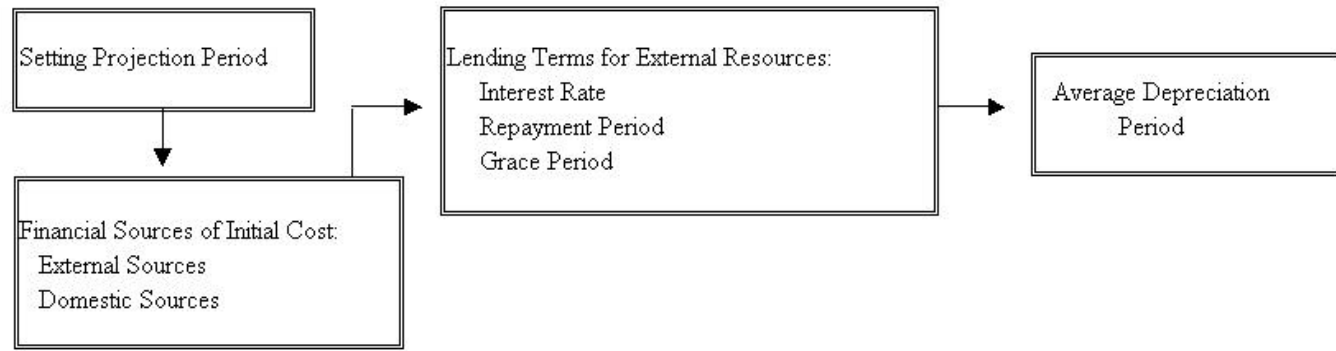 Setting Projection Period
Financial Sources of Initial Cost:
External Sources
Domestic Sources
Lending Terms for External Resources:
Interest Rate
Repayment Period
Grace Period
Average Depreciation
Period